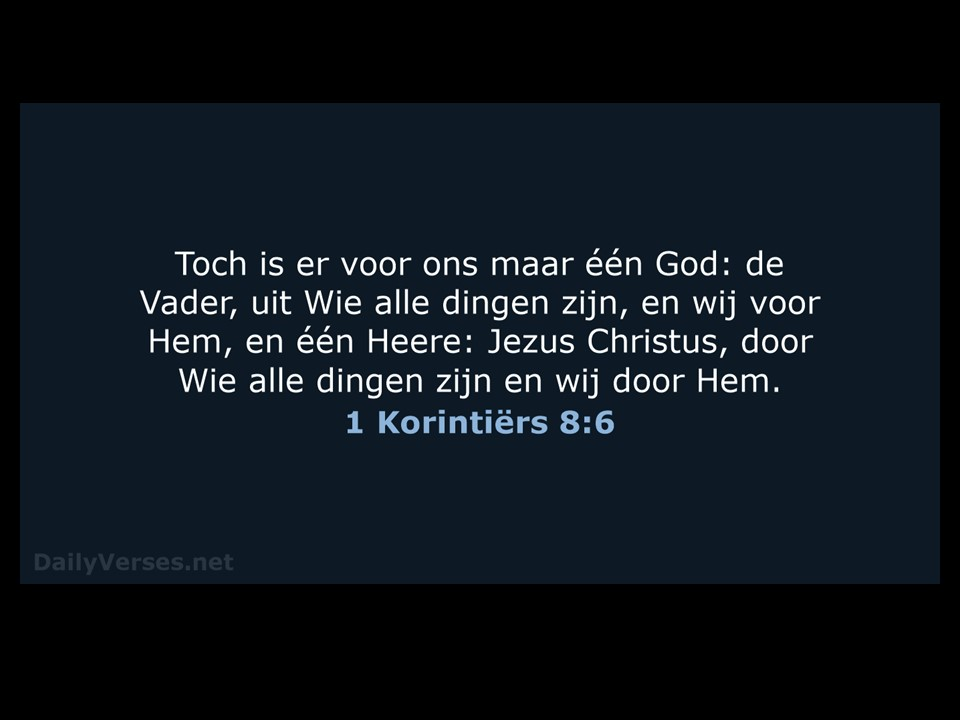 Toch is er voor ons maar één God: de
Vader, uit Wie alle dingen zijn, en wij voor
Hem, en één Heere: Jezus Christus, door
Wie alle dingen zijn en wij door Hem.
1 Korintiërs 8:6
DailyVerses.net